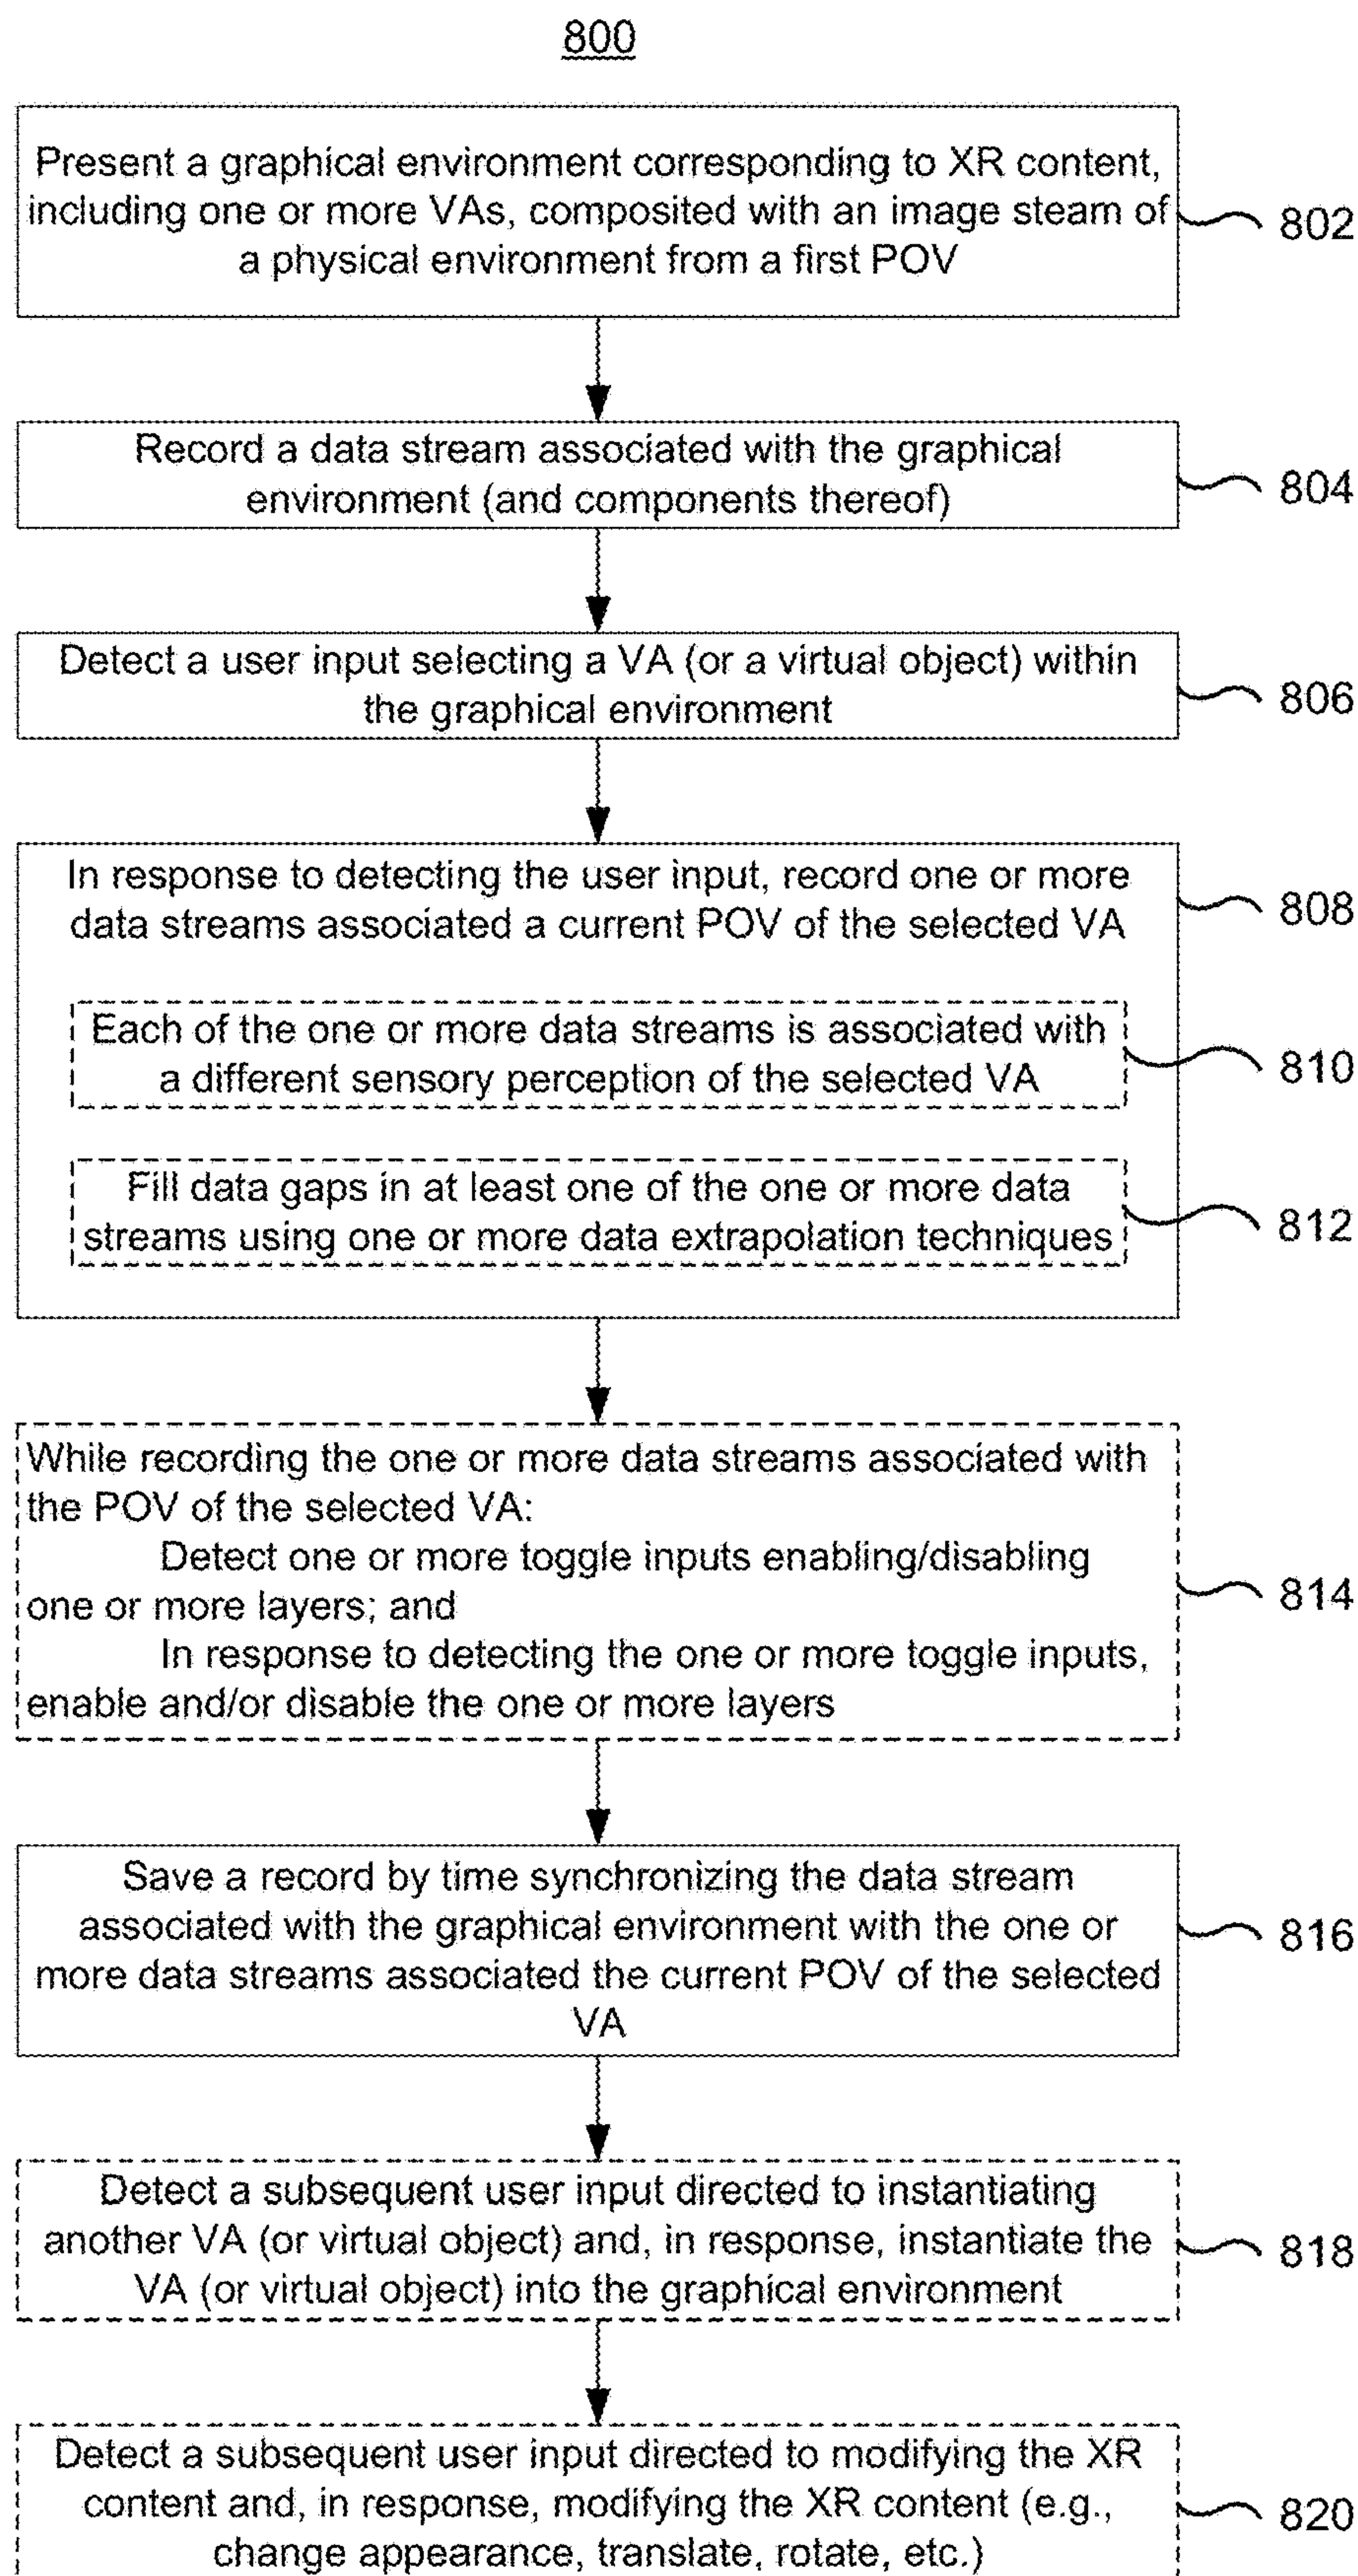 800
Present a graphical environment corresponding to XR content,
including one or more VAs, composited with an image steam of
a physical environment from a first POV
802
Record a data stream associated with the graphical
environment (and components thereof)
804
Detect a user input selecting a VA (or a virtual object) within
the graphical environment
806
In response to detecting the user input, record one or more
data streams associated a current POV of the selected VA
808
Each of the one or more data streams is associated with
a different sensory perception of the selected VA
810
Fill data gaps in at least one of the one or more data
streams using one or more data extrapolation techniques
812
While recording the one or more data streams associated with
the POV of the selected VA:
Detect one or more toggle inputs enabling/disabling
one or more layers; and
In response to detecting the one or more toggle inputs,
enable and/or disable the one or more layers
814
Save a record by time synchronizing the data stream
associated with the graphical environment with the one or
more data streams associated the current POV of the selected
VA
816
Detect a subsequent user input directed to instantiating
another VA (or virtual object) and, in response, instantiate the
VA (or virtual object) into the graphical environment
818
Detect a subsequent user input directed to modifying the XR
content and, in response, modifying the XR content (e.g.,
change appearance, translate, rotate, etc.)
820